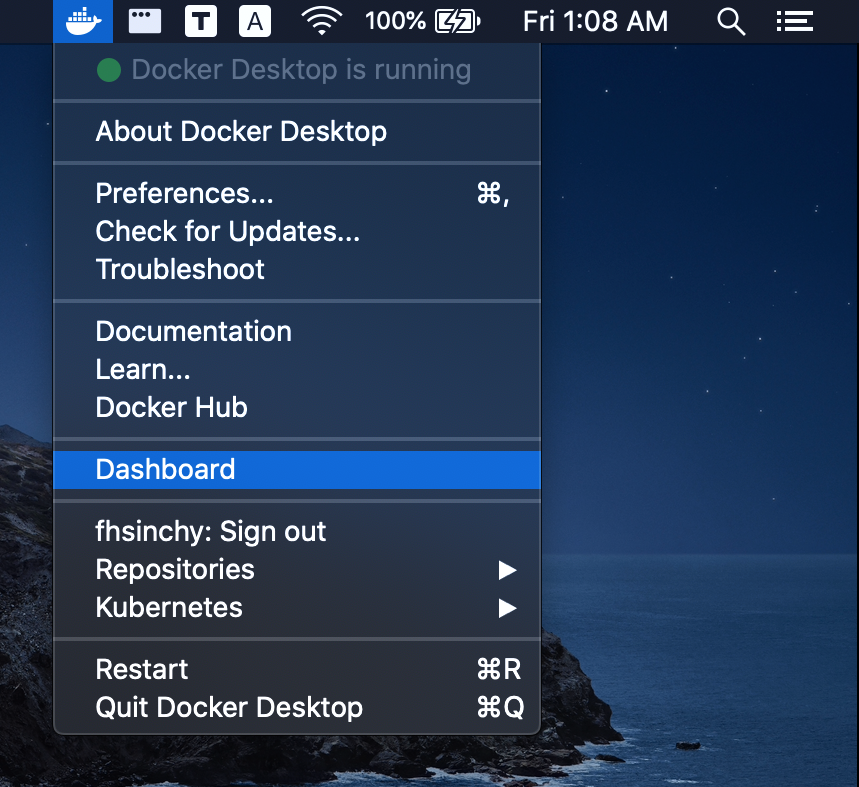 T A 100% Fri 1:08 AM
Docker Desktop is running
About Docker Desktop
Preferences... ⌘,
Check for Updates...
Troubleshoot
Documentation
Learn...
Docker Hub
Dashboard
fhsinchy: Sign out
Repositories ▶
Kubernetes ▶
Restart ⌘R
Quit Docker Desktop ⌘Q